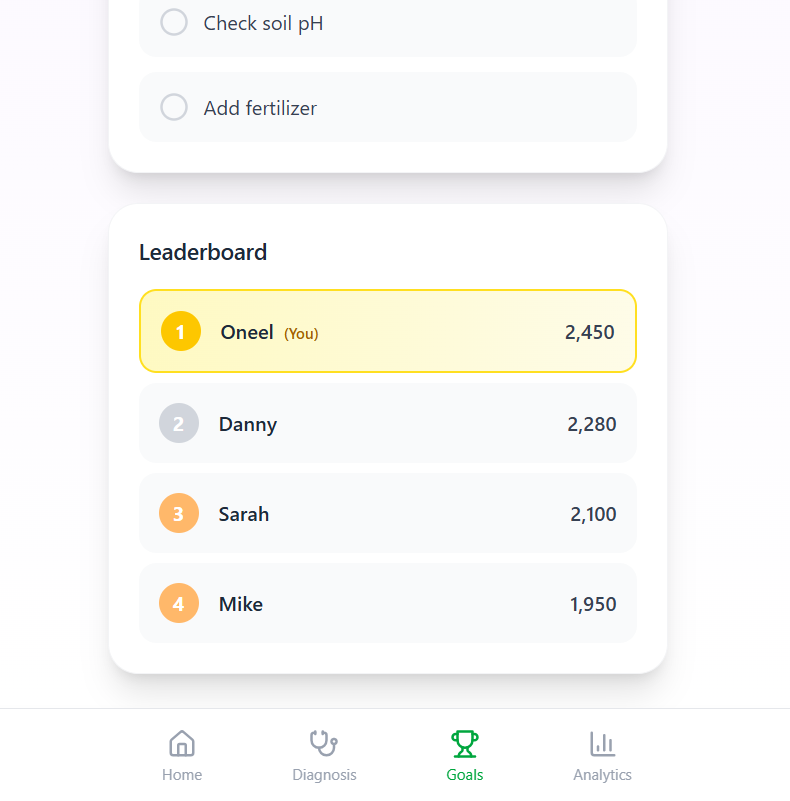 Check soil pH
Add fertilizer
Leaderboard
1 Oneel (You) 2,450
2 Danny 2,280
3 Sarah 2,100
4 Mike 1,950
Home Diagnosis Goals Analytics